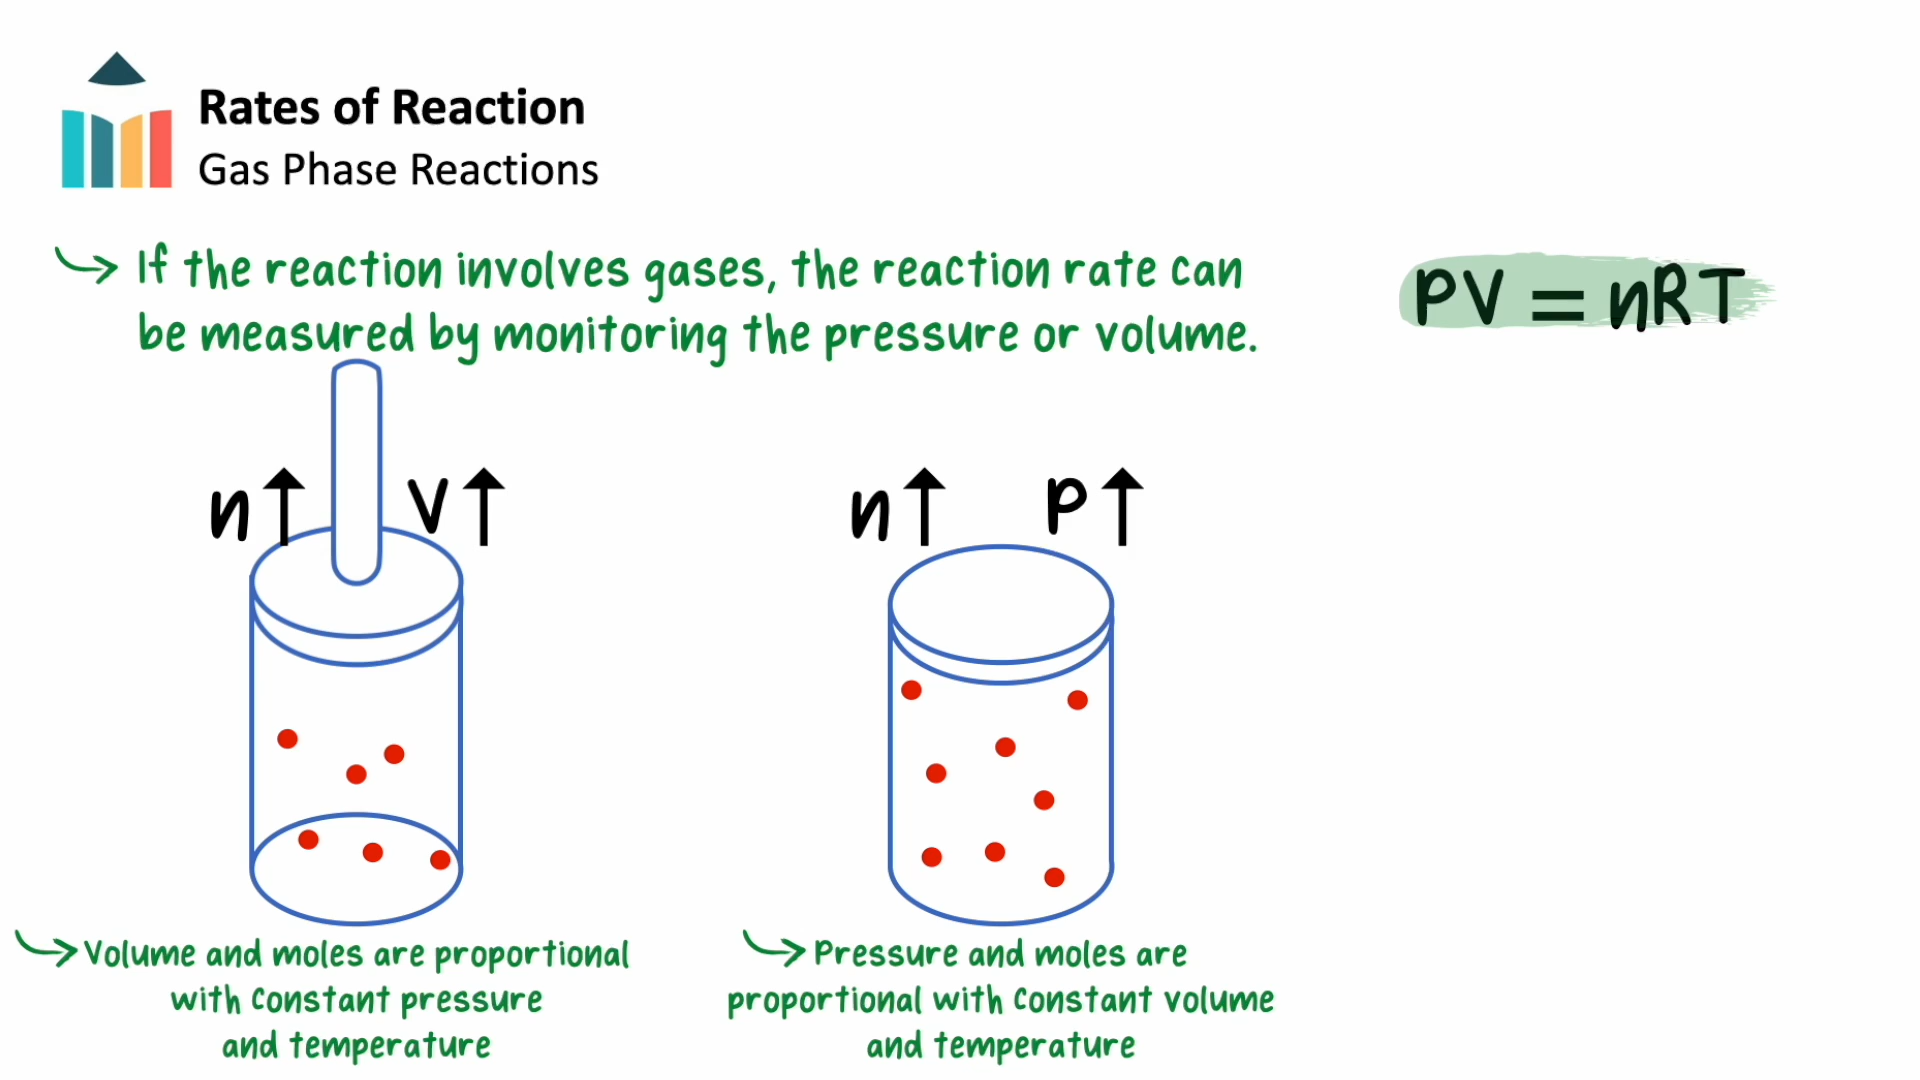 Rates of Reaction
Gas Phase Reactions
If the reaction involves gases, the reaction rate can
be measured by monitoring the pressure or volume.
PV = nRT
n↑ V↑
n↑ P↑
Volume and moles are proportional
with constant pressure
and temperature
Pressure and moles are
proportional with constant volume
and temperature